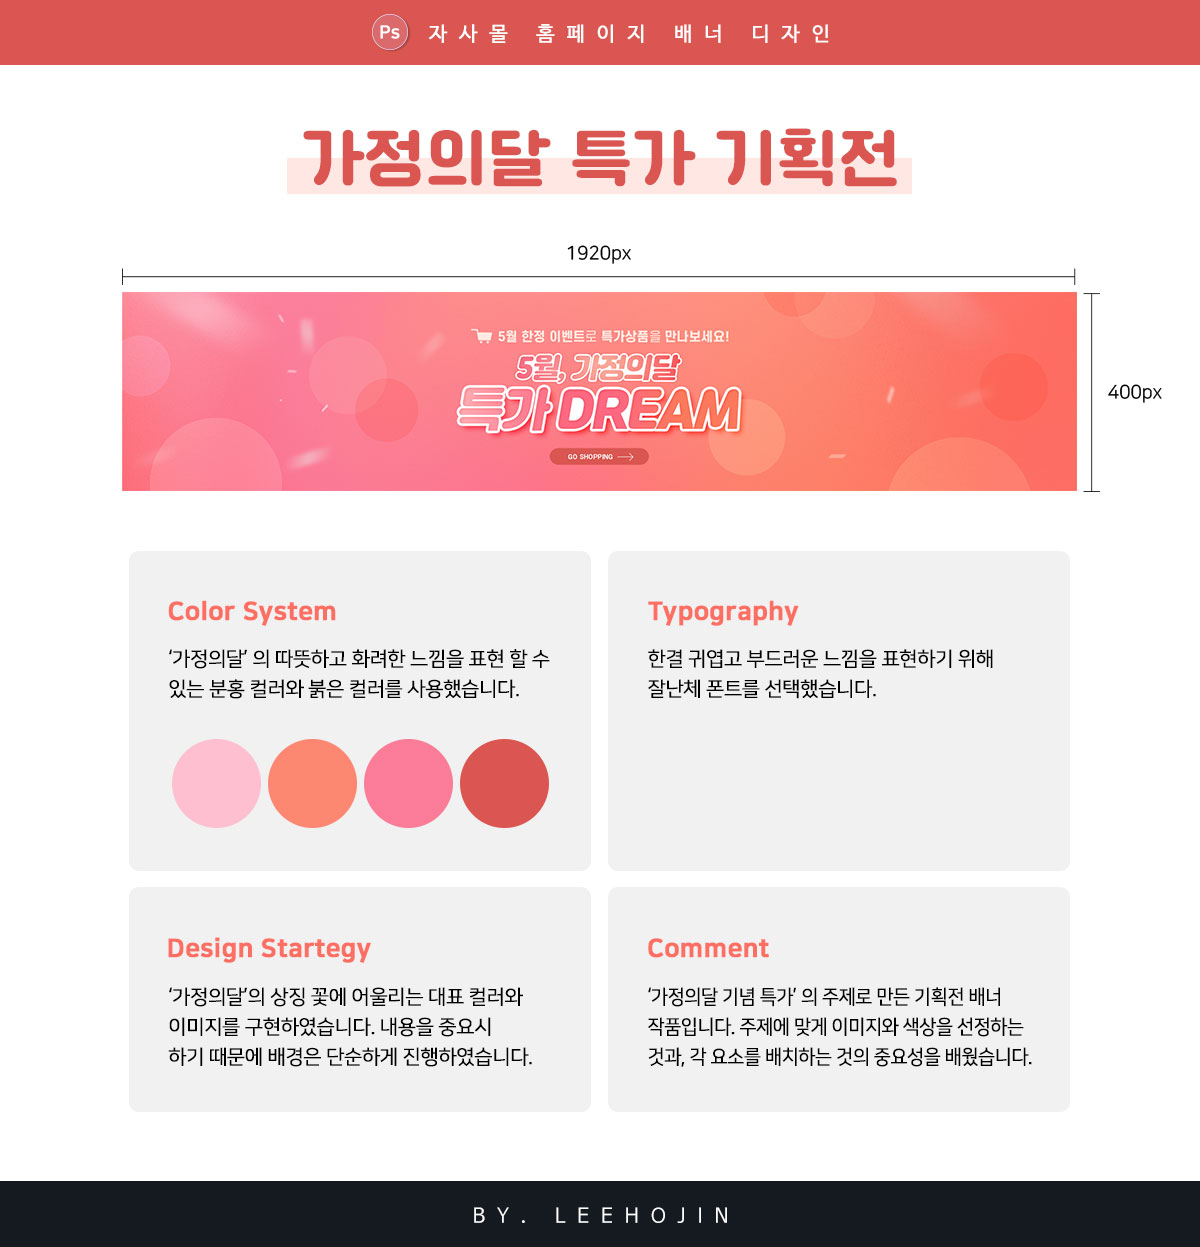 Ps 자사몰 홈페이지 배너 디자인
가정의달 특가 기획전
1920px
5월 한정 이벤트로 특가상품을 만나보세요!
5월, 가정의달
특가 DREAM
GO SHOPPING
400px
Color System
‘가정의달’ 의 따뜻하고 화려한 느낌을 표현 할 수
있는 분홍 컬러와 붉은 컬러를 사용했습니다.
Typography
한결 귀엽고 부드러운 느낌을 표현하기 위해
잘난체 폰트를 선택했습니다.
Design Startegy
‘가정의달’의 상징 꽃에 어울리는 대표 컬러와
이미지를 구현하였습니다. 내용을 중요시
하기 때문에 배경은 단순하게 진행하였습니다.
Comment
‘가정의달 기념 특가’ 의 주제로 만든 기획전 배너
작품입니다. 주제에 맞게 이미지와 색상을 선정하는
것과, 각 요소를 배치하는 것의 중요성을 배웠습니다.
BY. LEEHOJIN